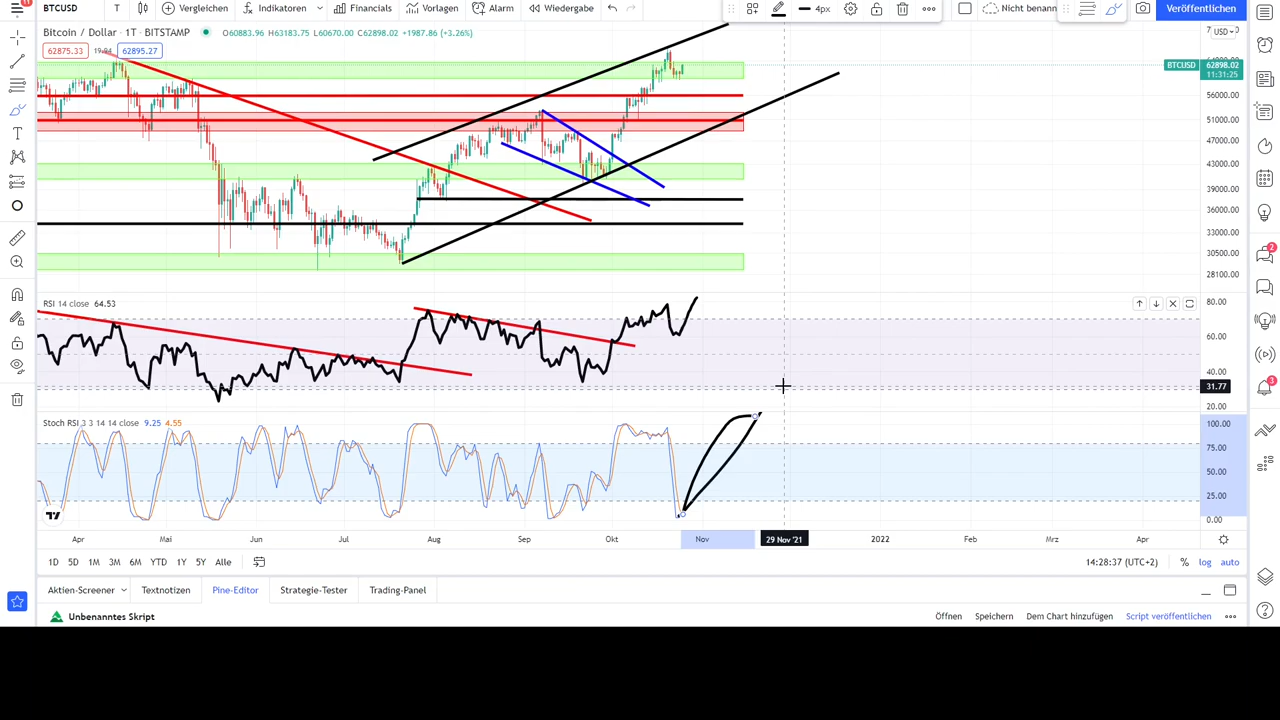 11
BTCUSD T Vergleichen Indikatoren Financials Vorlagen Alarm Wiedergabe 4px Nicht benann Veröffentlichen
Bitcoin / Dollar · 1T · BITSTAMP O60883.96 H63183.75 L60670.00 C62898.02 +1987.86 (+3.26%) USD
62875.33 19.94 62895.27
BTCUSD 62898.02
11:31:25
56000.00
51000.00
47000.00
43000.00
39000.00
36000.00
33000.00
30500.00
28100.00
RSI 14 close 64.53 80.00
60.00
40.00
31.77
20.00
Stoch RSI 3 3 14 14 close 9.25 4.55 100.00
75.00
50.00
25.00
0.00
Apr Mai Jun Jul Aug Sep Okt Nov 29 Nov '21 2022 Feb Mrz Apr
1D 5D 1M 3M 6M YTD 1Y 5Y Alle 14:28:37 (UTC+2) % log auto
Aktien-Screener Textnotizen Pine-Editor Strategie-Tester Trading-Panel
Unbenanntes Skript Öffnen Speichern Dem Chart hinzufügen Script veröffentlichen
2
3